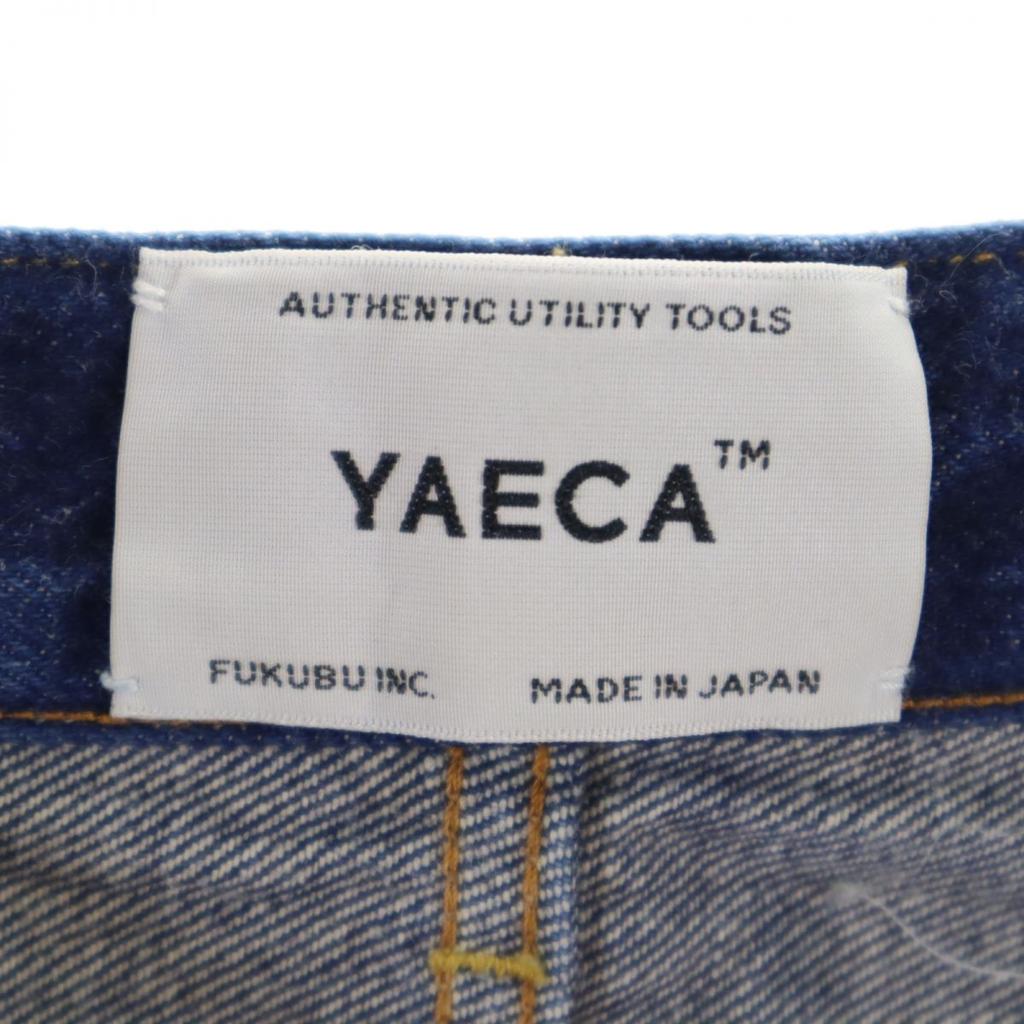 AUTHENTIC UTILITY TOOLS
YAECA™
FUKUBU INC. MADE IN JAPAN